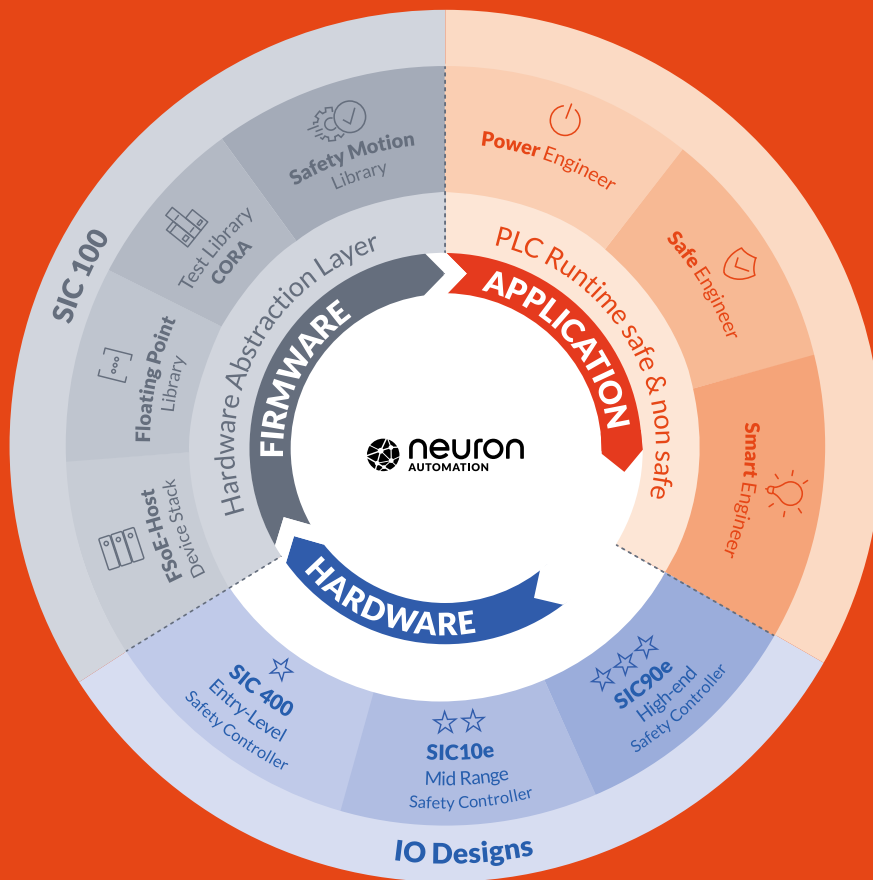 SIC 100
Safety Motion
Library
Test Library
CORA
Floating Point
Library
FSoE-Host
Device Stack
Hardware Abstraction Layer
FIRMWARE
Power Engineer
Safe Engineer
Smart Engineer
PLC Runtime safe & non safe
APPLICATION
neuron
AUTOMATION
HARDWARE
SIC 400
Entry-Level
Safety Controller
SIC10e
Mid Range
Safety Controller
SIC90e
High-end
Safety Controller
IO Designs